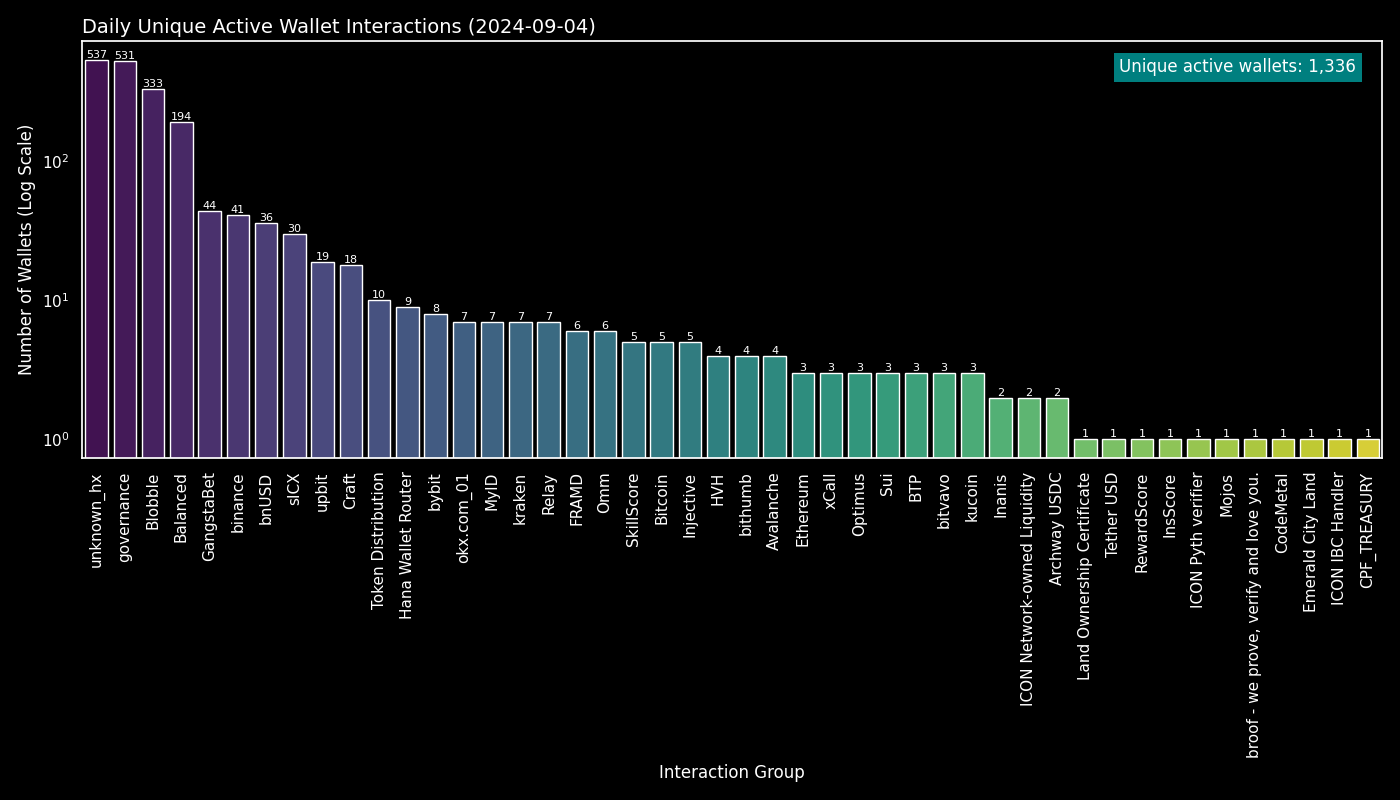 Daily Unique Active Wallet Interactions (2024-09-04)
Unique active wallets: 1,336
Number of Wallets (Log Scale)
10²
10¹
10⁰
537
531
333
194
44
41
36
30
19
18
10
9
8
7
7
7
7
6
6
5
5
5
4
4
4
3
3
3
3
3
3
3
2
2
2
1
1
1
1
1
1
1
1
1
1
1
unknown_hx
governance
Blobble
Balanced
GangstaBet
binance
bnUSD
sICX
upbit
Craft
Token Distribution
Hana Wallet Router
bybit
okx.com_01
MyID
kraken
Relay
FRAMD
Omm
SkillScore
Bitcoin
Injective
HVH
bithumb
Avalanche
Ethereum
xCall
Optimus
Sui
BTP
bitvavo
kucoin
Inanis
ICON Network-owned Liquidity
Archway USDC
Land Ownership Certificate
Tether USD
RewardScore
InsScore
ICON Pyth verifier
Mojos
broof - we prove, verify and love you.
CodeMetal
Emerald City Land
ICON IBC Handler
CPF_TREASURY
Interaction Group